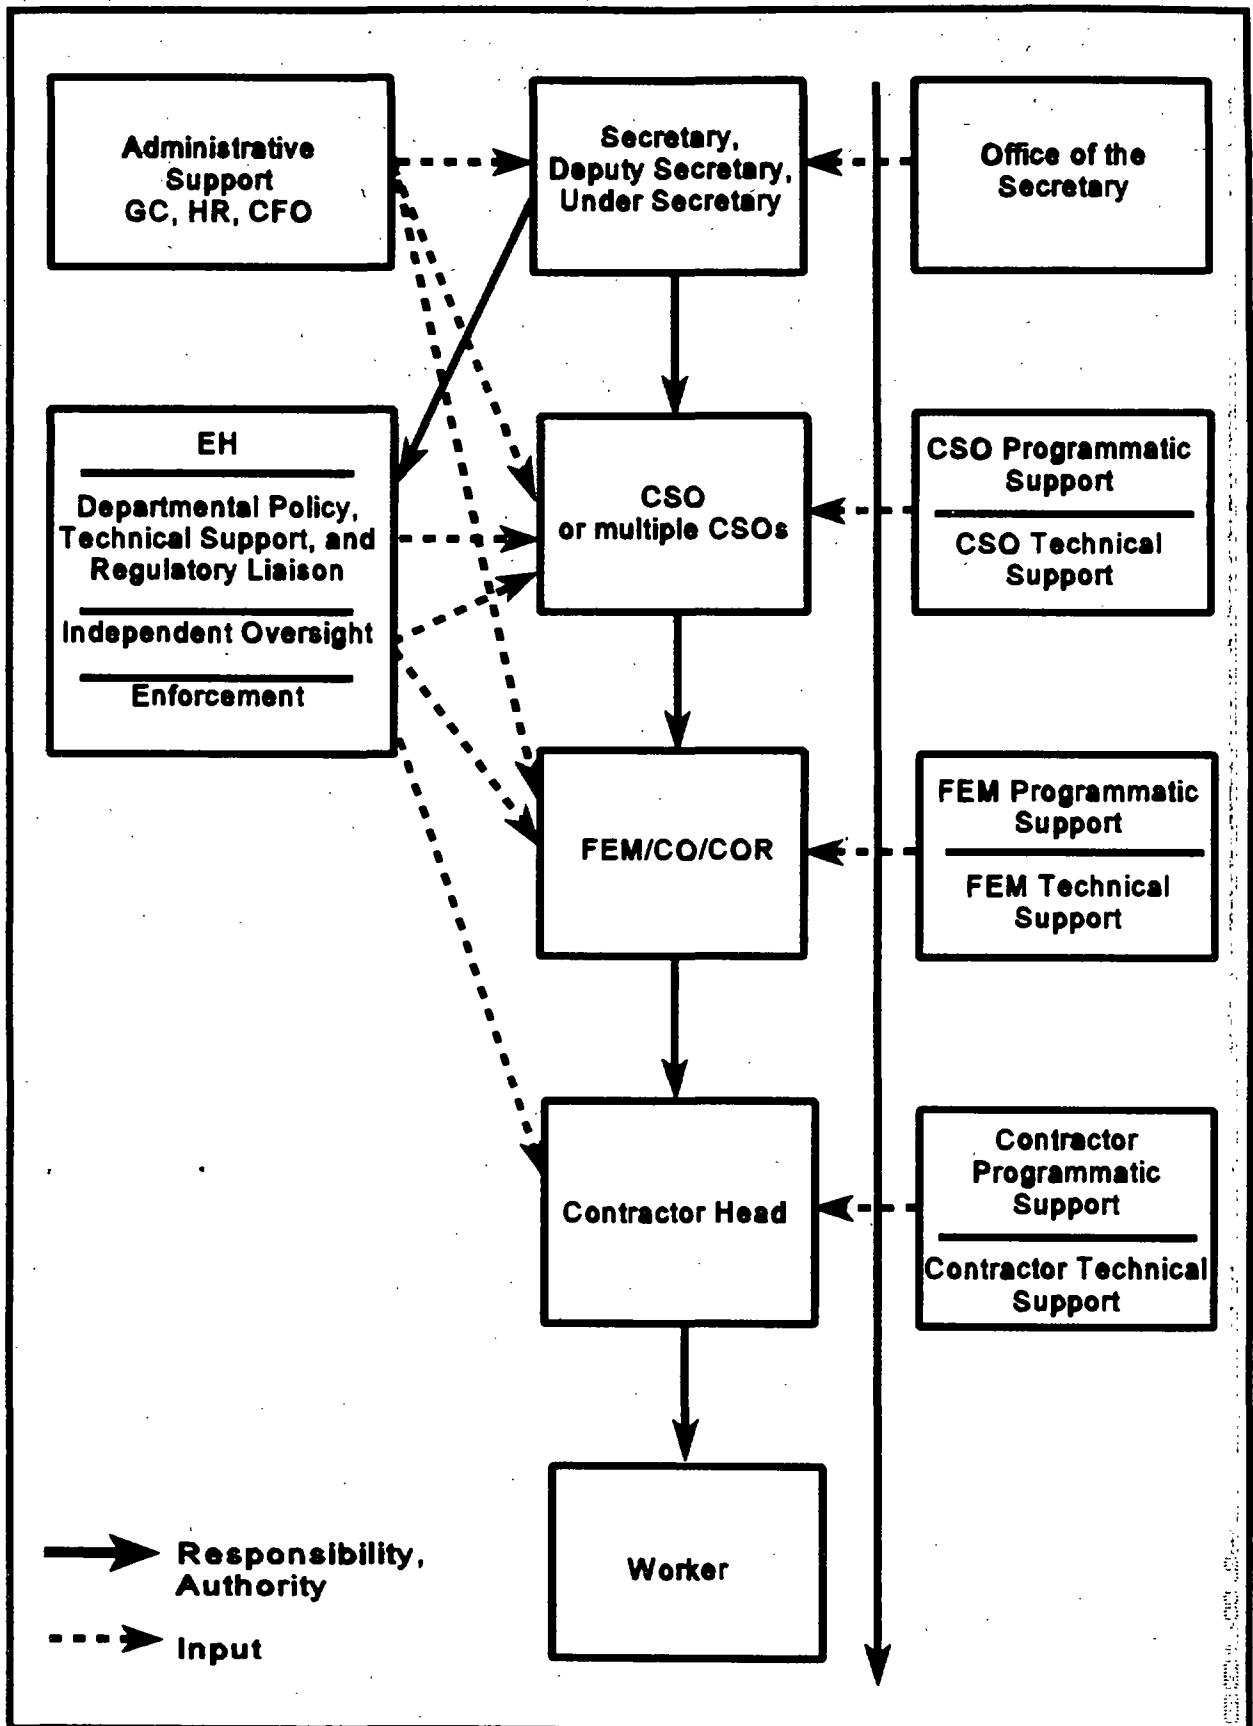 Administrative
Support
GC, HR, CFO
Secretary,
Deputy Secretary,
Under Secretary
Office of the
Secretary
EH
Departmental Policy,
Technical Support, and
Regulatory Liaison
Independent Oversight
Enforcement
CSO
or multiple CSOs
CSO Programmatic
Support
CSO Technical
Support
FEM/CO/COR
FEM Programmatic
Support
FEM Technical
Support
Contractor Head
Contractor
Programmatic
Support
Contractor Technical
Support
Worker
Responsibility,
Authority
Input